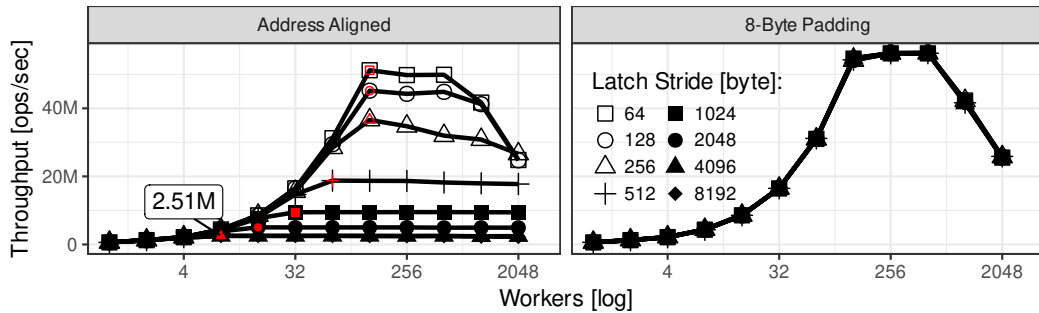 Address Aligned
8-Byte Padding
Throughput [ops/sec]
40M
20M
0
2.51M
Latch Stride [byte]:
64
1024
128
2048
256
4096
512
8192
4
32
256
2048
4
32
256
2048
Workers [log]